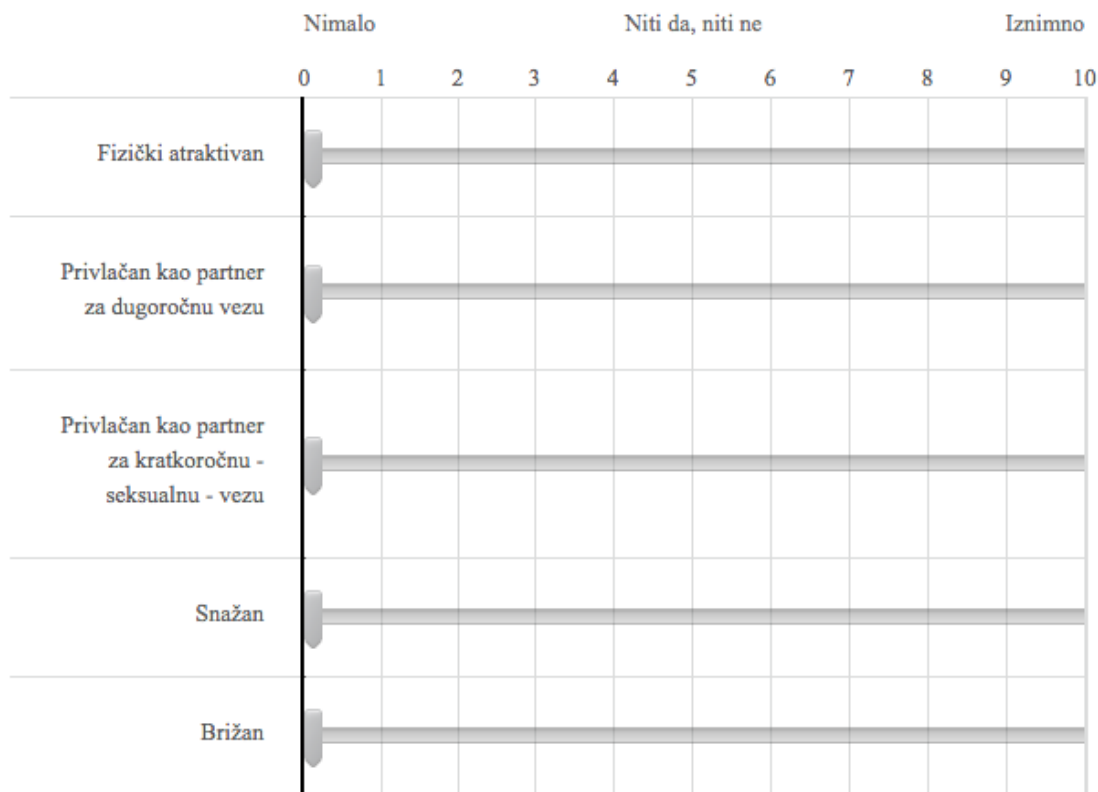 Nimalo Niti da, niti ne Iznimno
0 1 2 3 4 5 6 7 8 9 10
Fizički atraktivan
Privlačan kao partner
za dugoročnu vezu
Privlačan kao partner
za kratkoročnu -
seksualnu - vezu
Snažan
Brižan